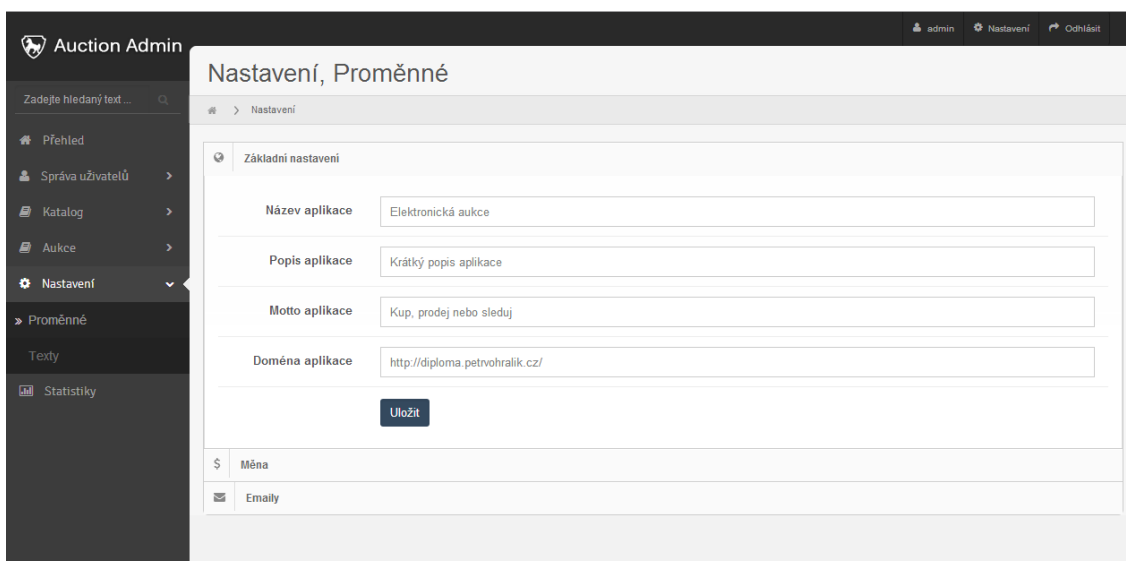 Auction Admin
admin
Nastavení
Odhlásit
Zadejte hledaný text ...
Přehled
Správa uživatelů
Katalog
Aukce
Nastavení
Proměnné
Texty
Statistiky
Nastavení, Proměnné
Nastavení
Základní nastavení
Název aplikace
Elektronická aukce
Popis aplikace
Krátký popis aplikace
Motto aplikace
Kup, prodej nebo sleduj
Doména aplikace
http://diploma.petrvohralik.cz/
Uložit
$ Měna
Emaily